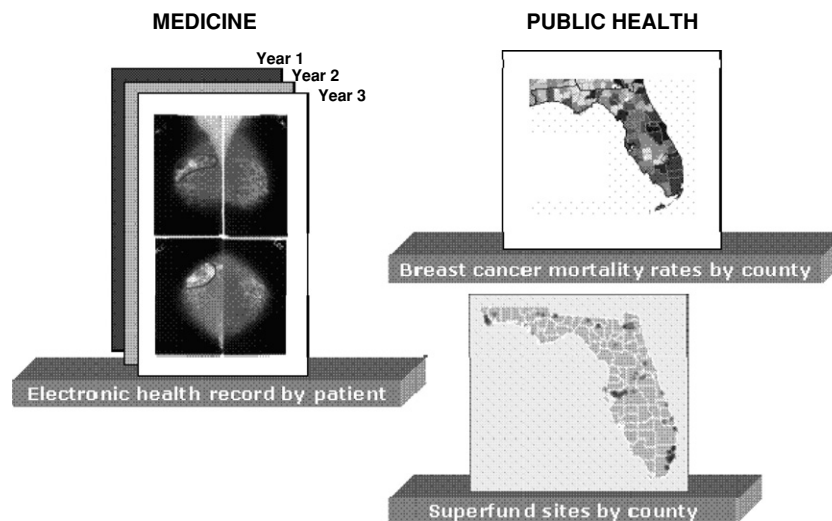 MEDICINE
PUBLIC HEALTH
Year 1
Year 2
Year 3
Breast cancer mortality rates by county
Electronic health record by patient
Superfund sites by county